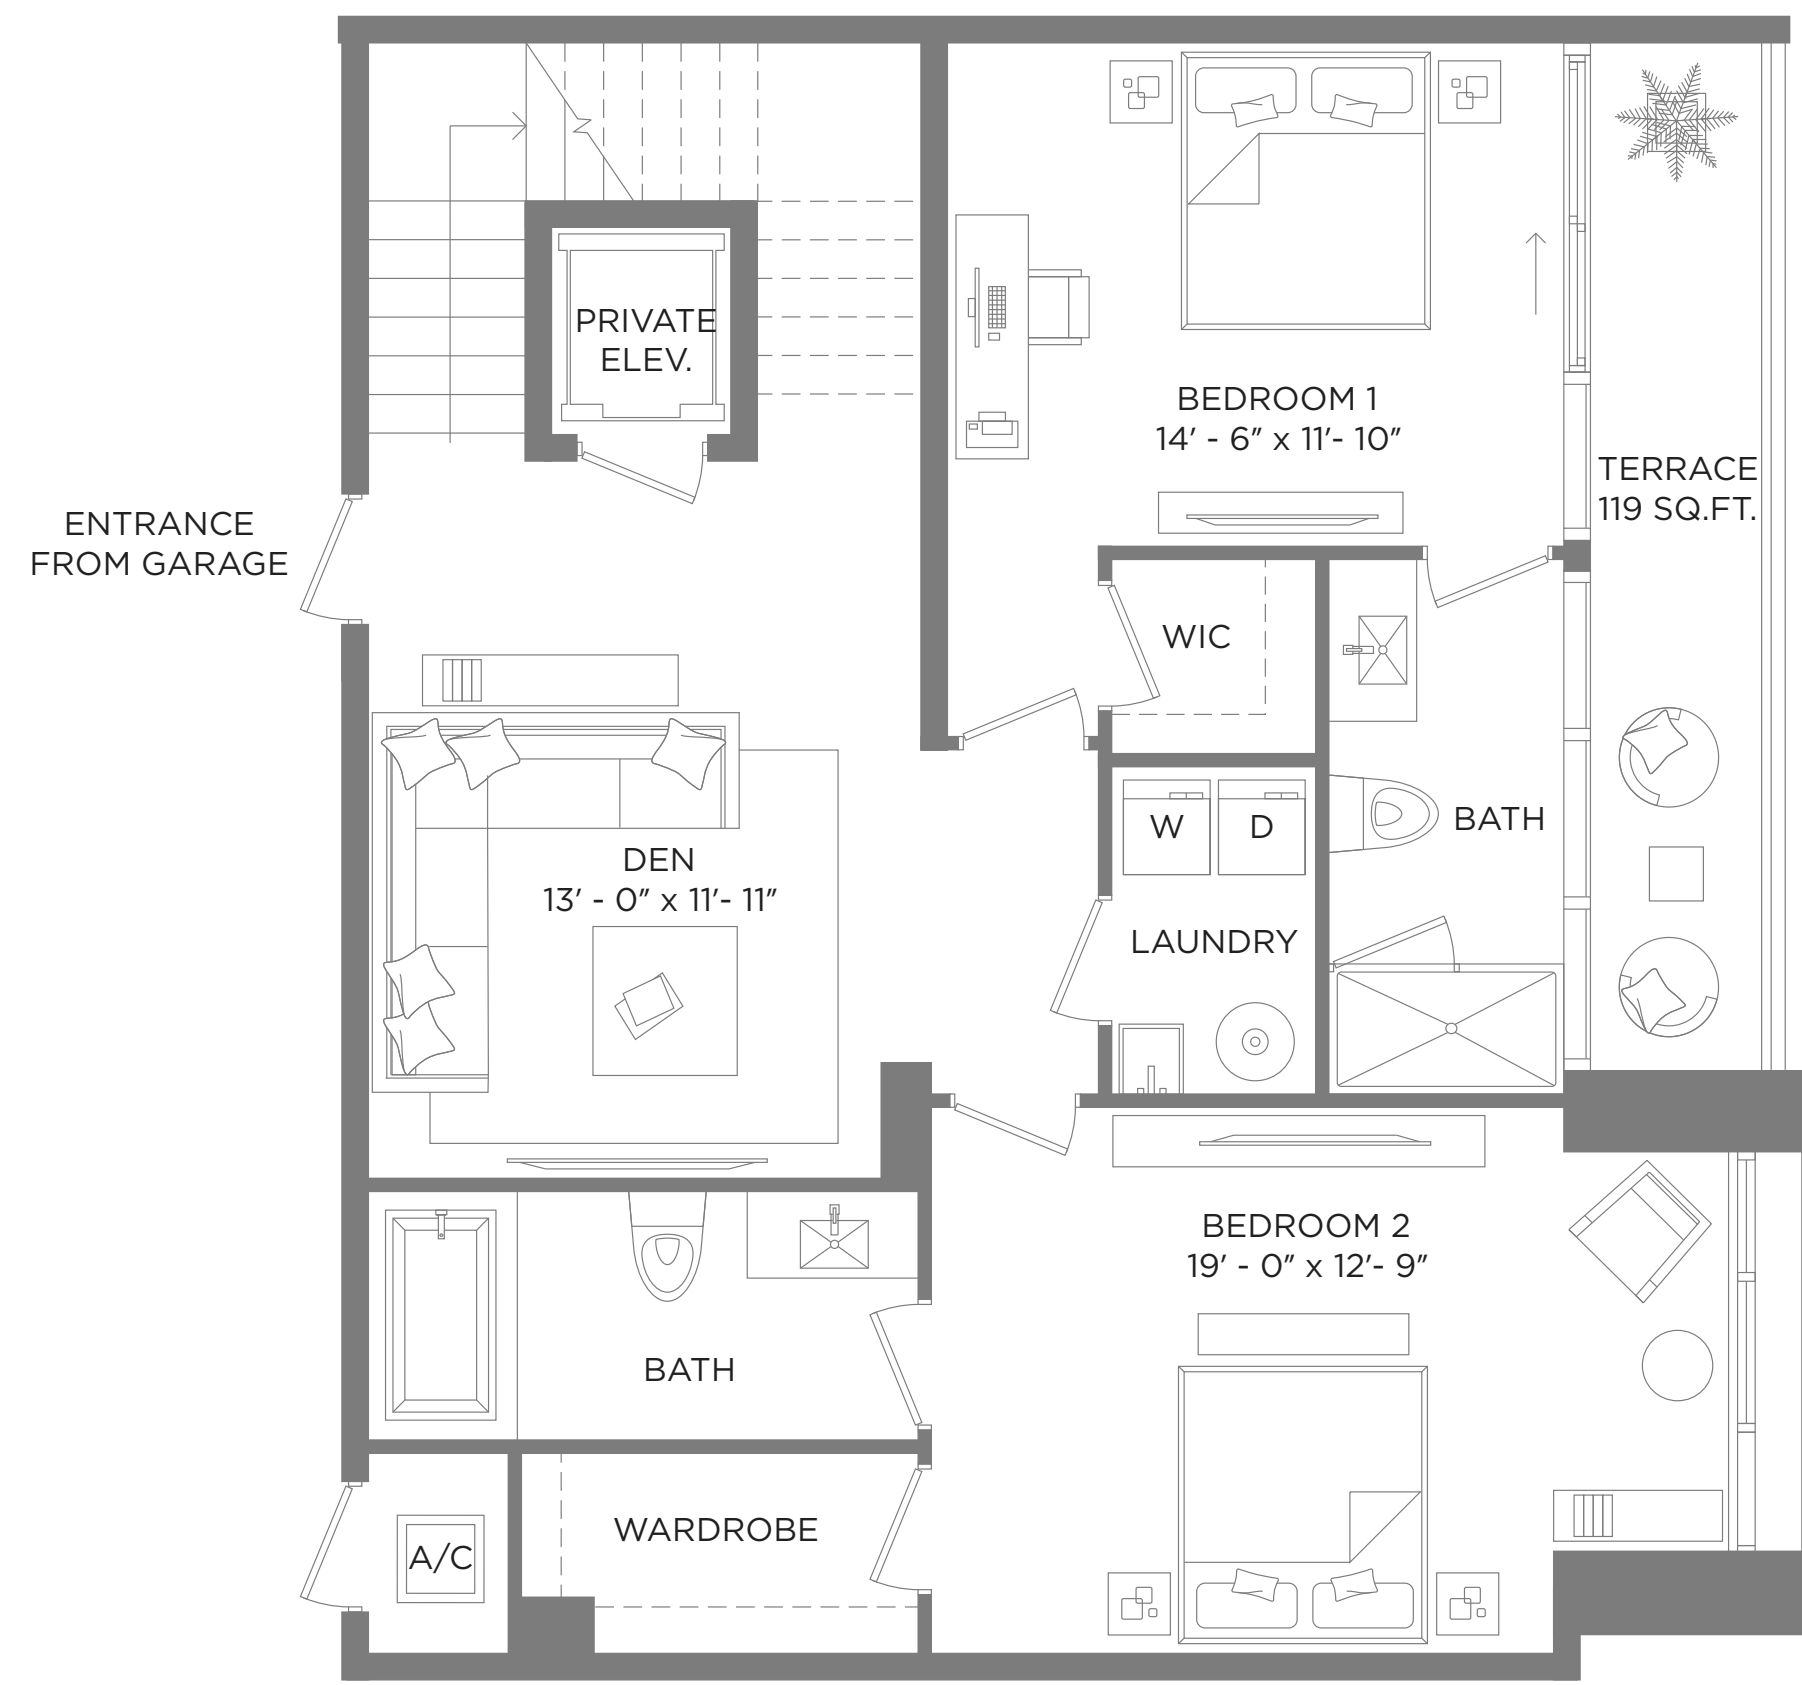 PRIVATE
ELEV.
BEDROOM 1
14' - 6" x 11'- 10"
TERRACE
119 SQ.FT.
ENTRANCE
FROM GARAGE
WIC
W
D
BATH
DEN
13' - 0" x 11'- 11"
LAUNDRY
BEDROOM 2
19' - 0" x 12'- 9"
BATH
WARDROBE
A/C